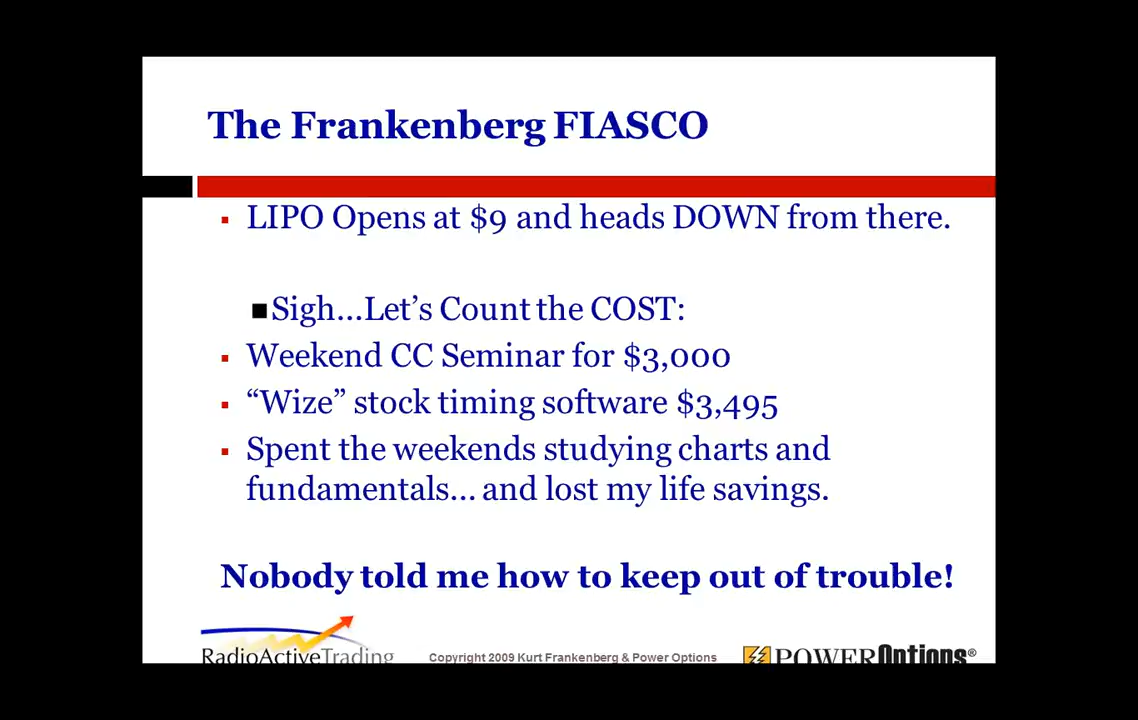 The Frankenberg FIASCO
LIPO Opens at $9 and heads DOWN from there.
Sigh...Let's Count the COST:
Weekend CC Seminar for $3,000
“Wize” stock timing software $3,495
Spent the weekends studying charts and
fundamentals... and lost my life savings.
Nobody told me how to keep out of trouble!
RadioActiveTrading
Copyright 2009 Kurt Frankenberg & Power Options
POWEROptions®